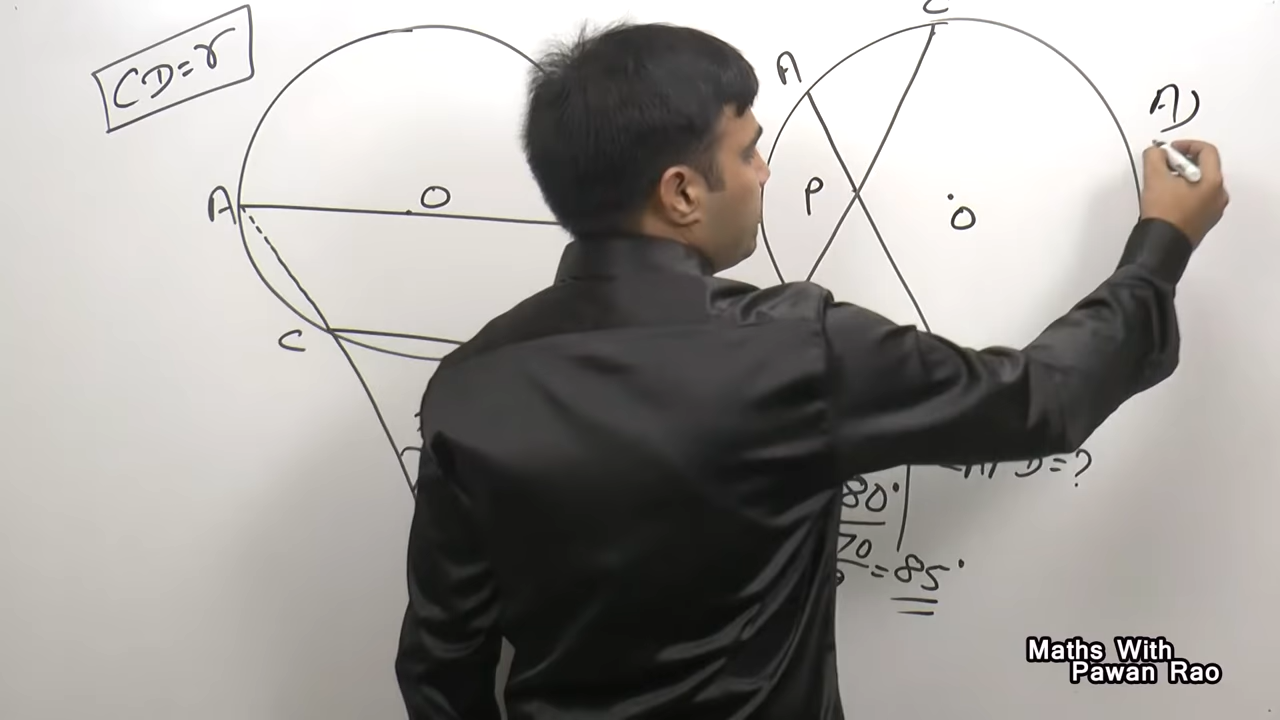 CD=r
A
O
C
C
A
P
O
A)
D=?
80°
70
=85°
Maths With
Pawan Rao